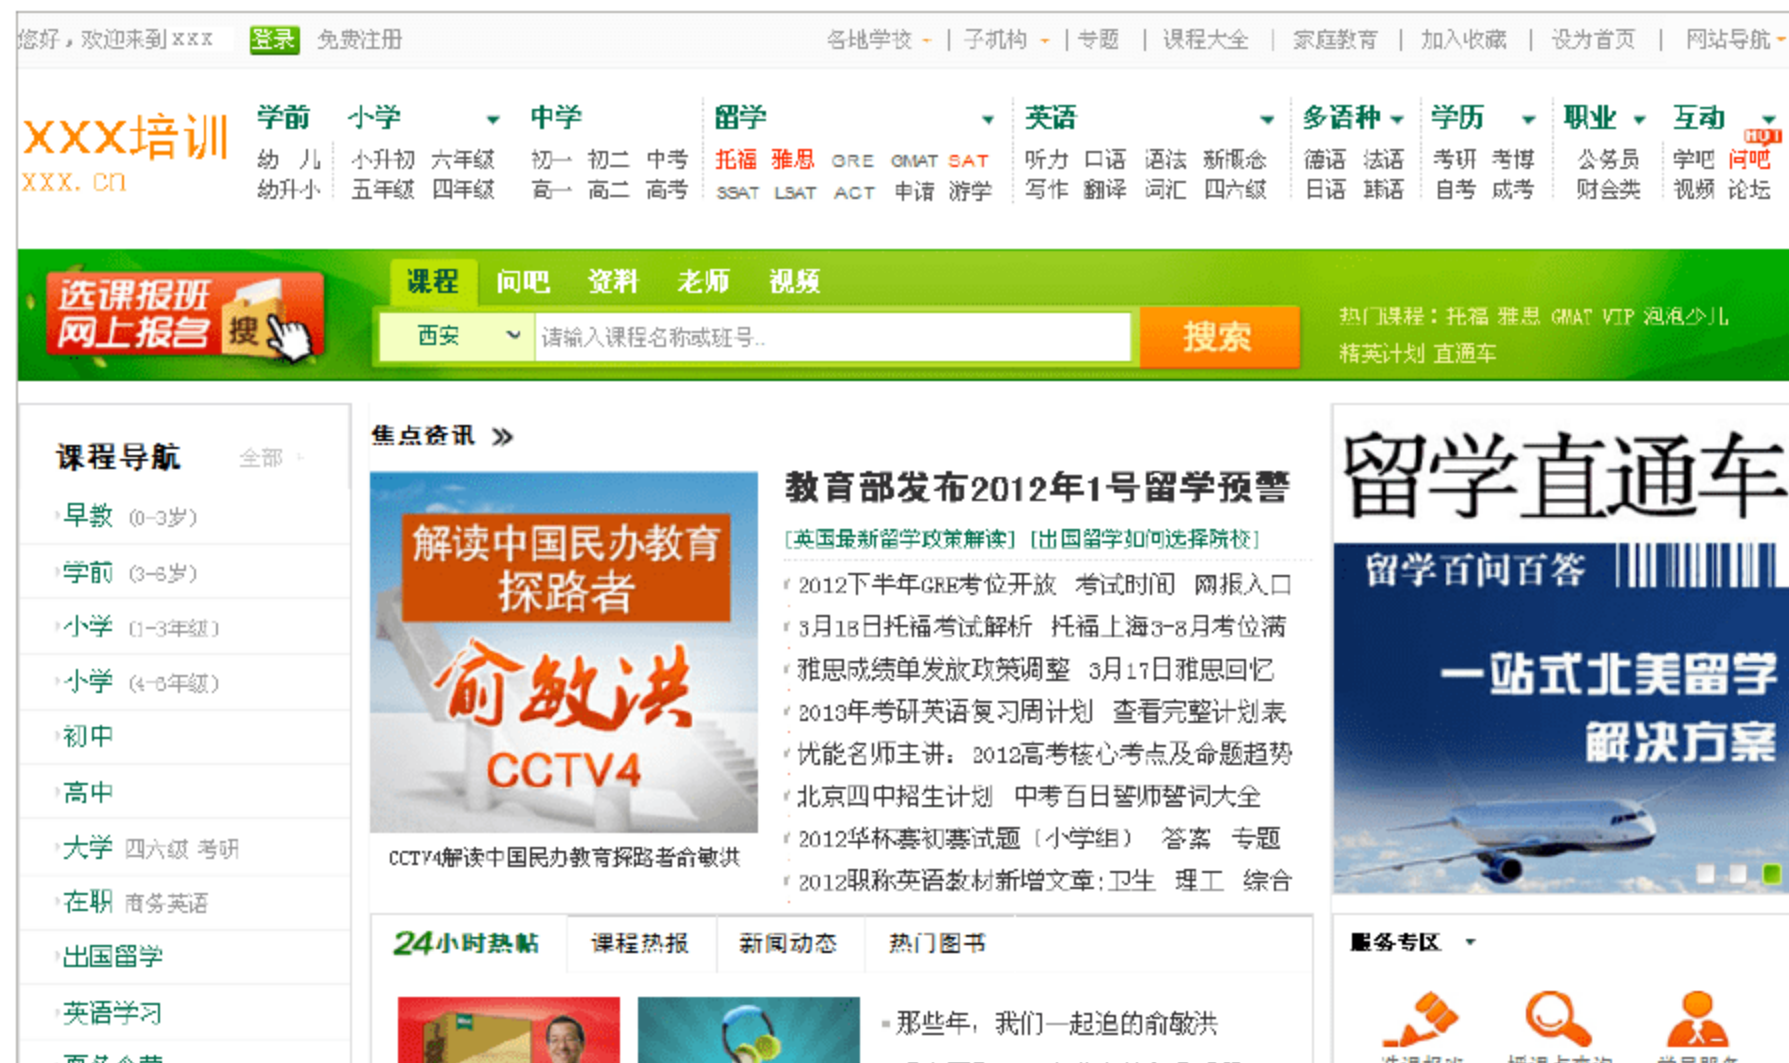 您好，欢迎来到xxx 登录 免费注册
各地学校 | 子机构 | 专题 | 课程大全 | 家庭教育 | 加入收藏 | 设为首页 | 网站导航
xxx培训
xxx. cn
学前 小学 中学 留学 英语 多语种 学历 职业 互动
HOT
幼 儿 小升初 六年级 初一 初二 中考 托福 雅思 GRE GMAT SAT 听力 口语 语法 新概念 德语 法语 考研 考博 公务员 学吧 问吧
幼升小 五年级 四年级 高一 高二 高考 SSAT LSAT ACT 申请 游学 写作 翻译 词汇 四六级 日语 韩语 自考 成考 财会类 视频 论坛
选课报班
网上报名 搜
课程 问吧 资料 老师 视频
西安 请输入课程名称或班号.. 搜索
热门课程：托福 雅思 GMAT VIP 泡泡少儿
精英计划 直通车
课程导航 全部
早教 (0-3岁)
学前 (3-6岁)
小学 (1-3年级)
小学 (4-6年级)
初中
高中
大学 四六级 考研
在职 商务英语
出国留学
英语学习
焦点资讯 »
解读中国民办教育
探路者
俞敏洪
CCTV4
CCTV4解读中国民办教育探路者俞敏洪
教育部发布2012年1号留学预警
[英国最新留学政策解读] [出国留学如何选择院校]
2012下半年GRE考位开放 考试时间 网报入口
3月18日托福考试解析 托福上海3-8月考位满
雅思成绩单发放政策调整 3月17日雅思回忆
2013年考研英语复习周计划 查看完整计划表
优能名师主讲：2012高考核心考点及命题趋势
北京四中招生计划 中考百日誓师誓词大全
2012华杯赛初赛试题（小学组） 答案 专题
2012职称英语教材新增文章:卫生 理工 综合
24小时热帖 课程热报 新闻动态 热门图书
那些年，我们一起追的俞敏洪
留学直通车
留学百问百答
一站式北美留学
解决方案
服务专区